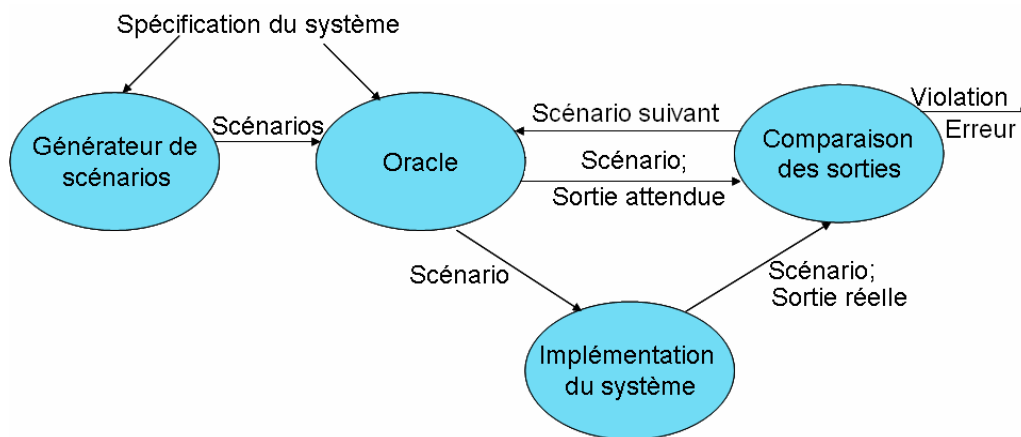 Spécification du système
Générateur de
scénarios
Scénarios
Oracle
Scénario suivant
Scénario;
Sortie attendue
Comparaison
des sorties
Violation
Erreur
Scénario
Scénario;
Sortie réelle
Implémentation
du système